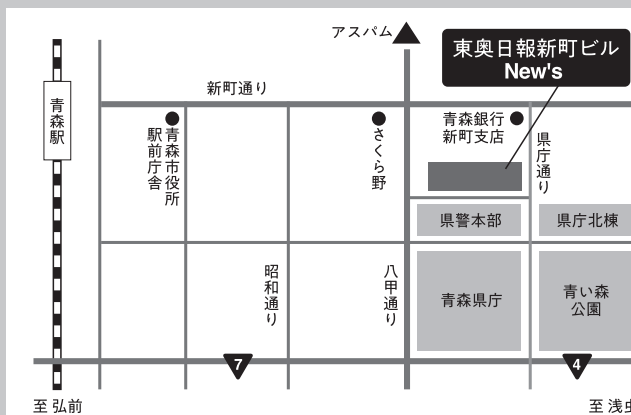 アスパム
東奥日報新町ビル
New's
新町通り
青森駅
青森市役所
駅前庁舎
さくら野
青森銀行
新町支店
県庁通り
県警本部
県庁北棟
昭和通り
八甲通り
青森県庁
青い森
公園
7
4
至 弘前
至 浅